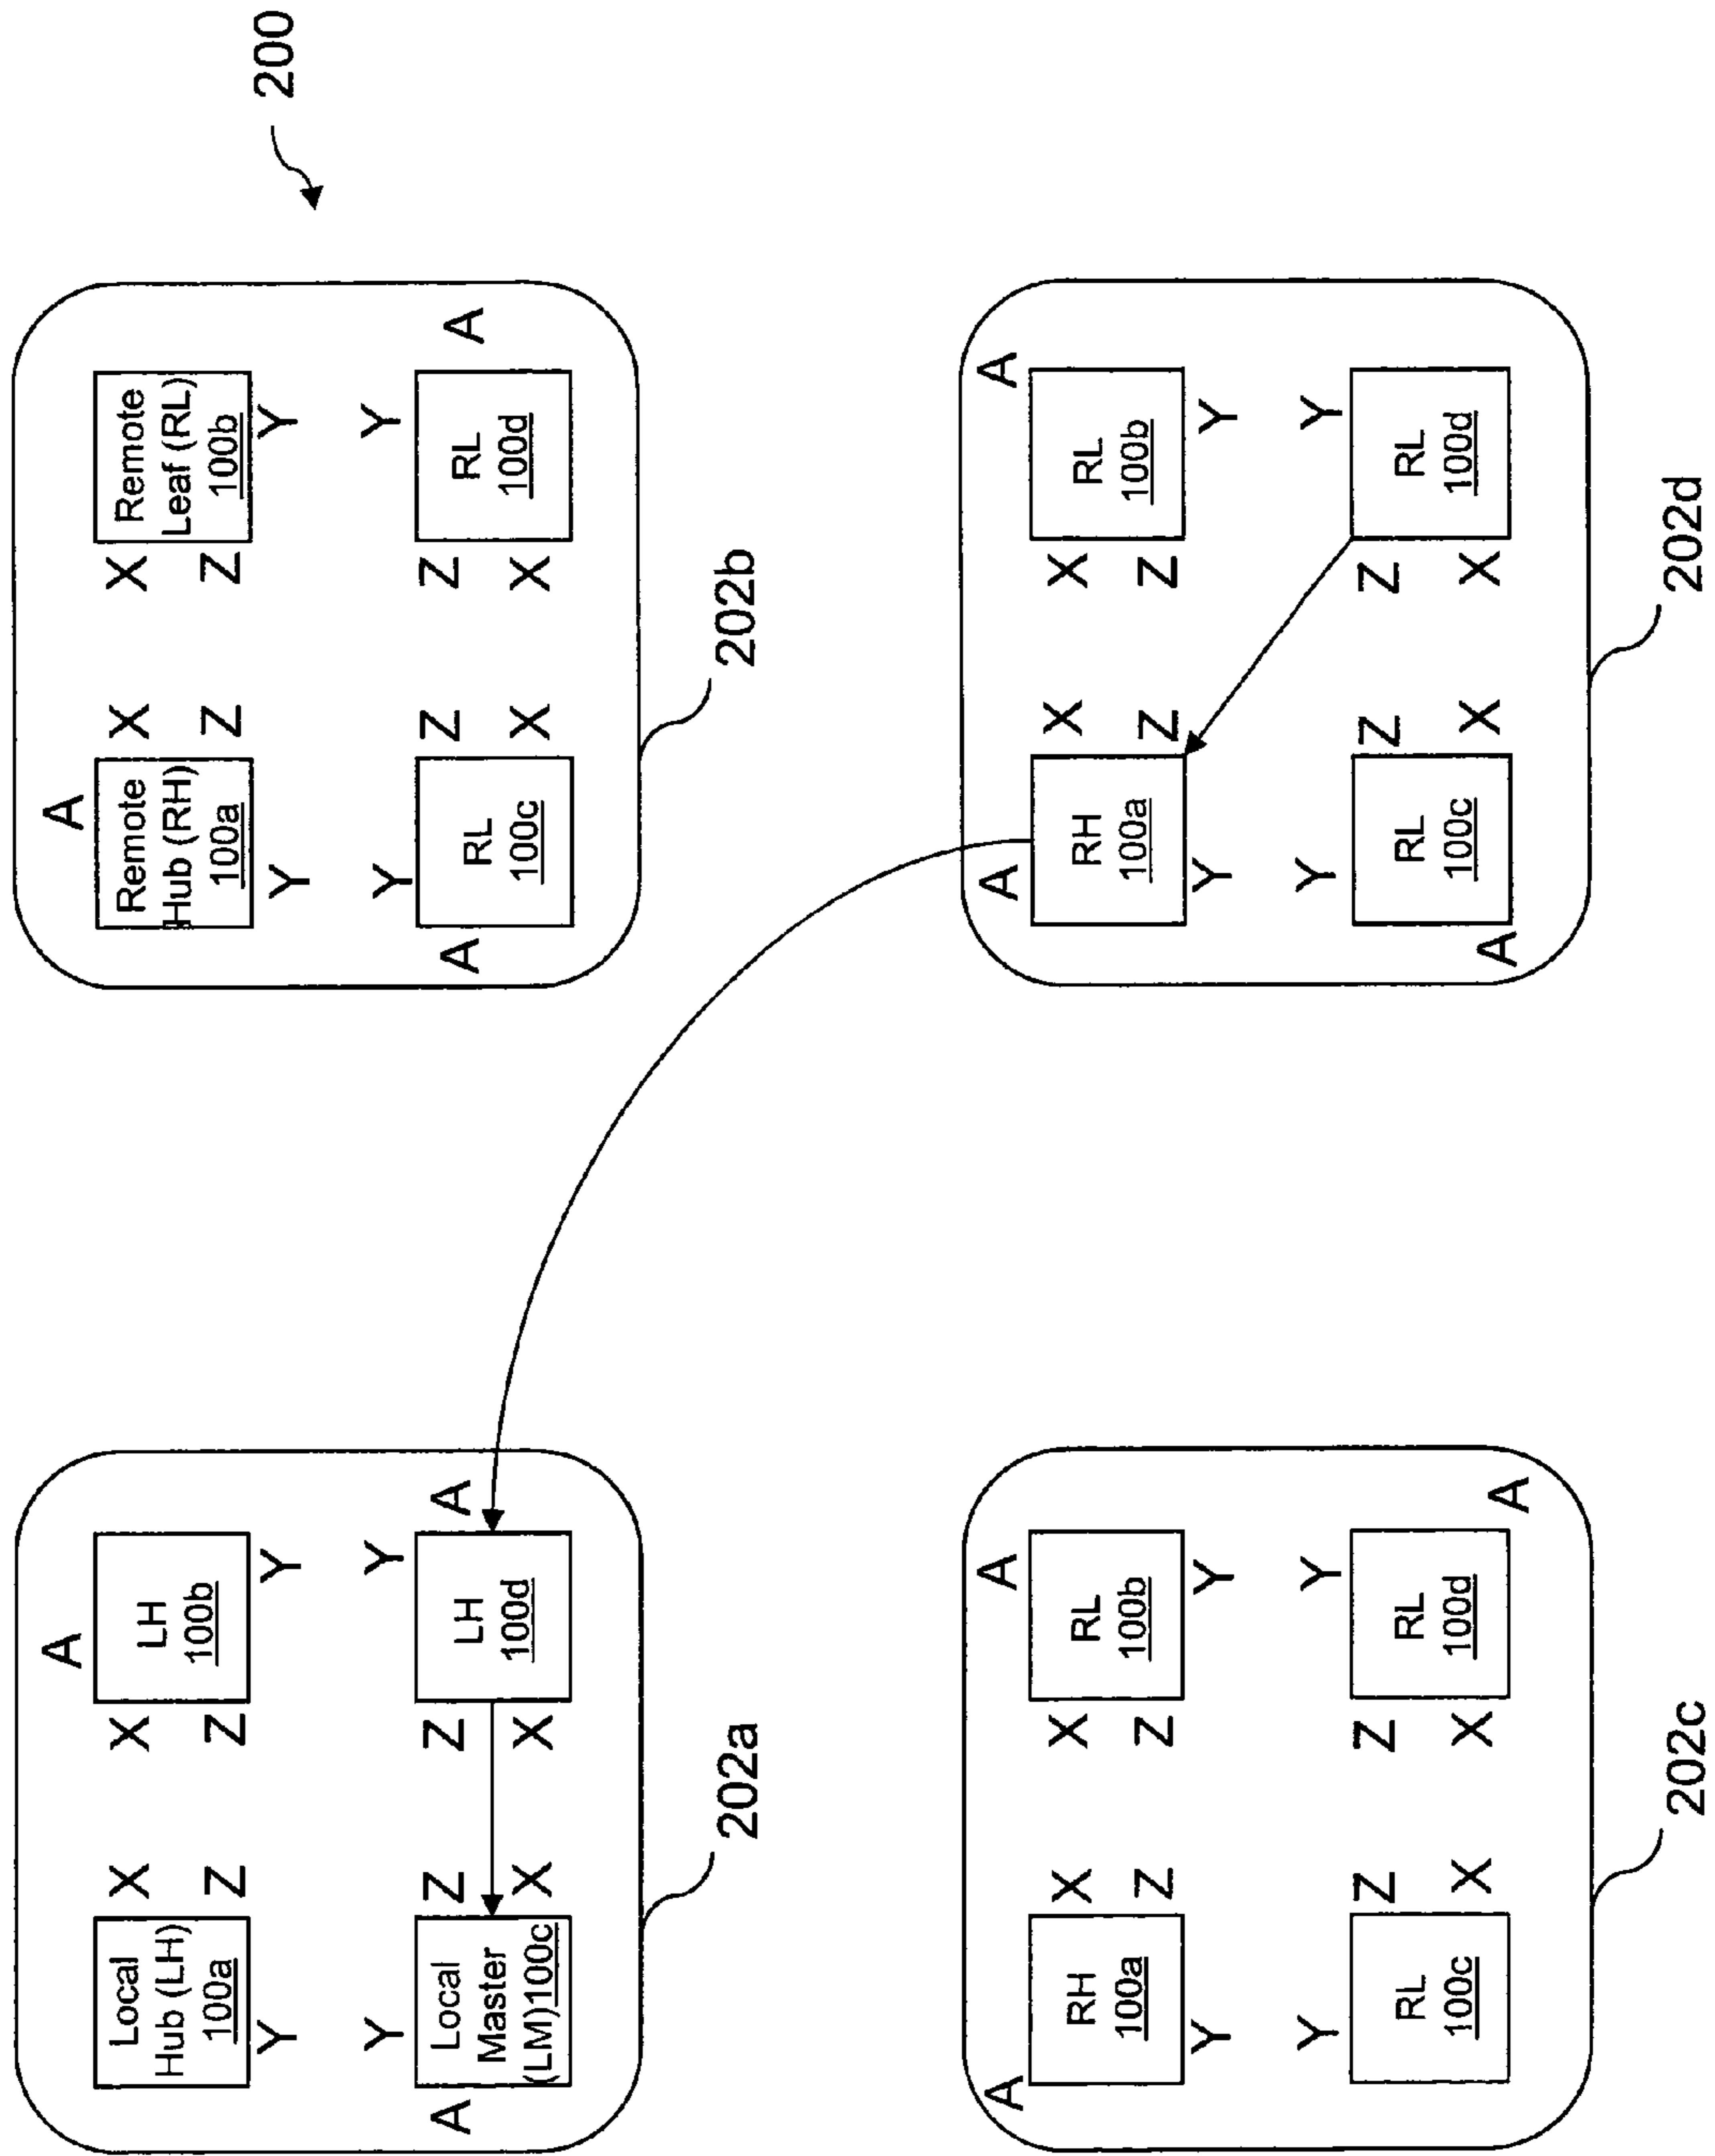 200
A
Local
Hub (LH)
100a
X
Z
X
Z
LH
100b
Y
Y
Y
Y
A
Local
Master
(LM)100c
Z
X
Z
X
LH
100d
A
202a
A
Remote
Hub (RH)
100a
X
Z
X
Z
Remote
Leaf (RL)
100b
Y
Y
Y
Y
A
RL
100c
Z
X
Z
X
RL
100d
A
202b
A
A
RH
100a
X
Z
X
Z
RL
100b
Y
Y
Y
Y
RL
100c
Z
X
Z
X
RL
100d
A
202c
A
A
RH
100a
X
Z
X
Z
RL
100b
Y
Y
Y
Y
A
RL
100c
Z
X
Z
X
RL
100d
202d